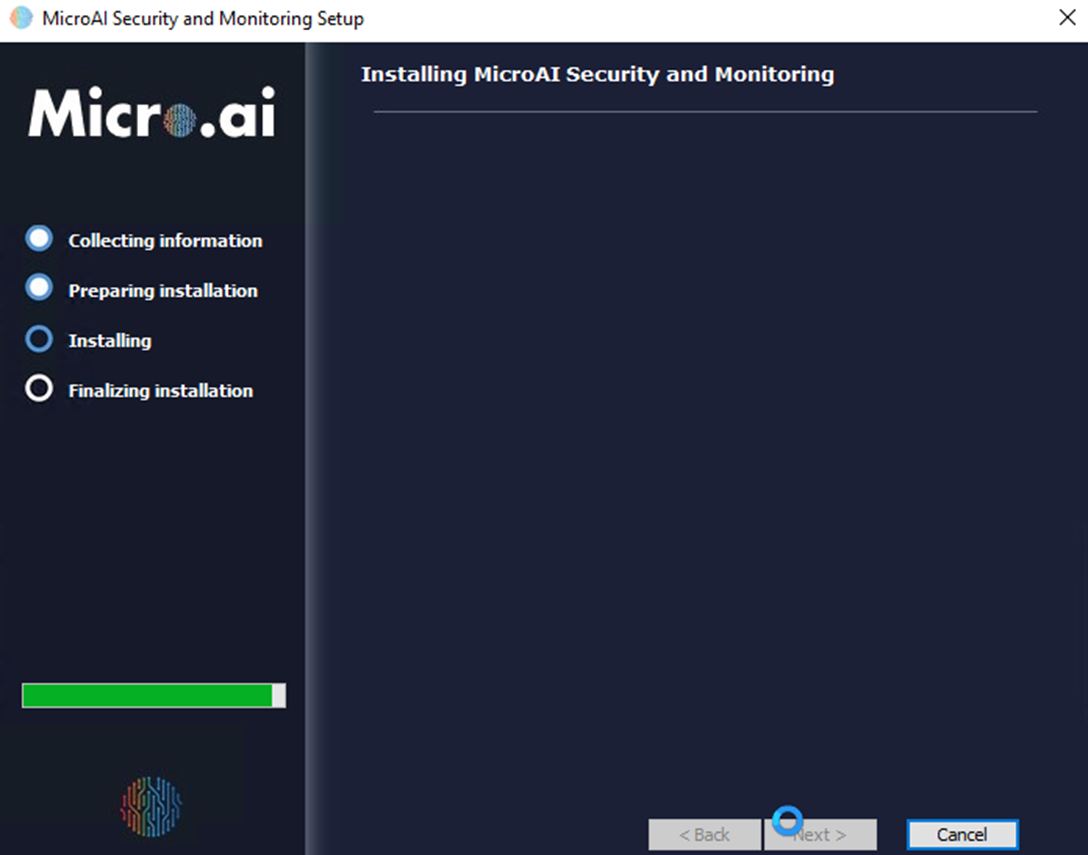 MicroAI Security and Monitoring Setup
Micro.ai
Installing MicroAI Security and Monitoring
Collecting information
Preparing installation
Installing
Finalizing installation
< Back
Next >
Cancel